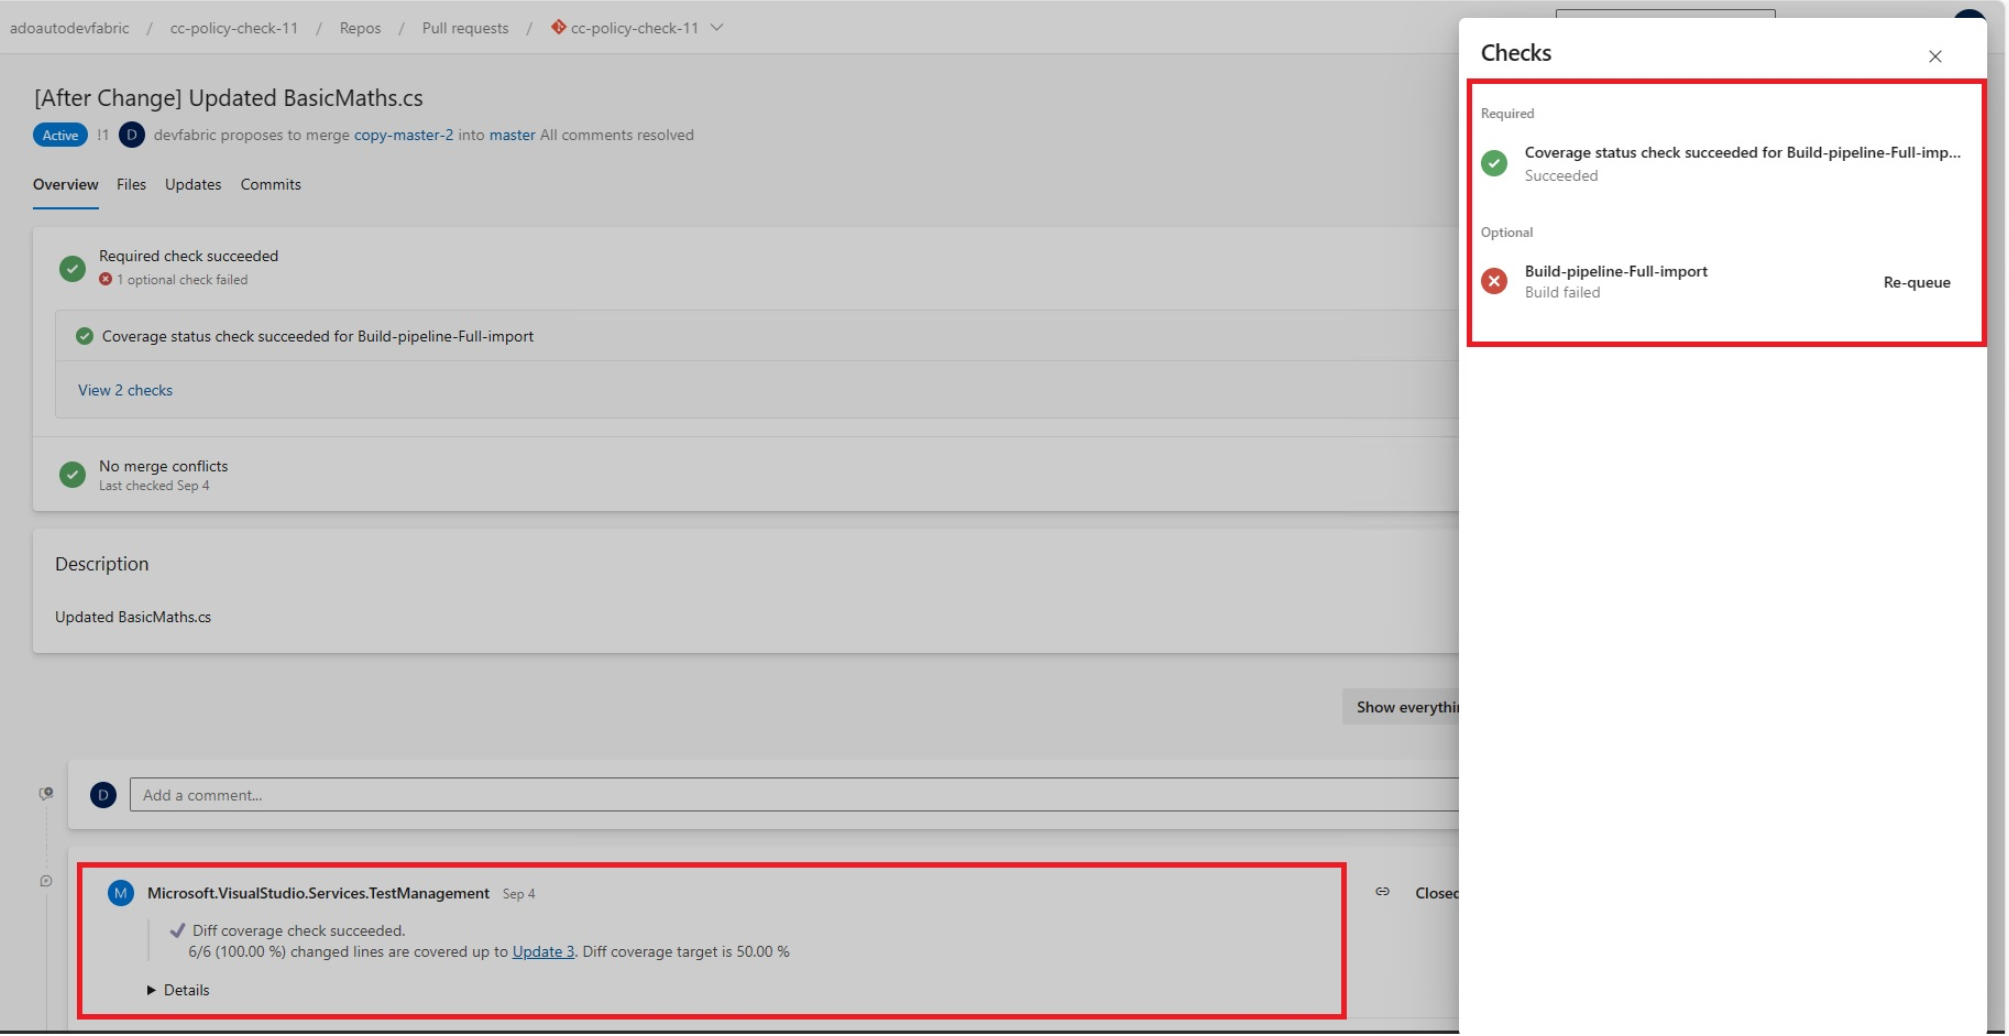 adoautodevfabric / cc-policy-check-11 / Repos / Pull requests / cc-policy-check-11
[After Change] Updated BasicMaths.cs
Active !1 D devfabric proposes to merge copy-master-2 into master All comments resolved
Overview Files Updates Commits
Required check succeeded
1 optional check failed
Coverage status check succeeded for Build-pipeline-Full-import
View 2 checks
No merge conflicts
Last checked Sep 4
Description
Updated BasicMaths.cs
Show everythi
D Add a comment...
M Microsoft.VisualStudio.Services.TestManagement Sep 4
Closed
Diff coverage check succeeded.
6/6 (100.00 %) changed lines are covered up to Update 3. Diff coverage target is 50.00 %
Details
Checks
Required
Coverage status check succeeded for Build-pipeline-Full-imp...
Succeeded
Optional
Build-pipeline-Full-import
Build failed
Re-queue